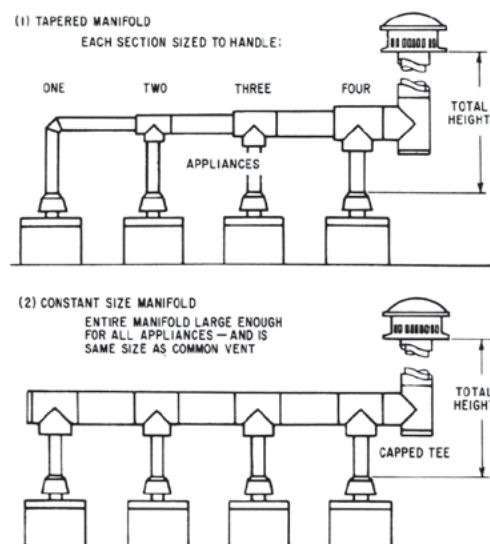 (1) TAPERED MANIFOLD
EACH SECTION SIZED TO HANDLE:
ONE
TWO
THREE
FOUR
TOTAL
HEIGHT
APPLIANCES
(2) CONSTANT SIZE MANIFOLD
ENTIRE MANIFOLD LARGE ENOUGH
FOR ALL APPLIANCES — AND IS
SAME SIZE AS COMMON VENT
TOTAL
HEIGHT
CAPPED TEE